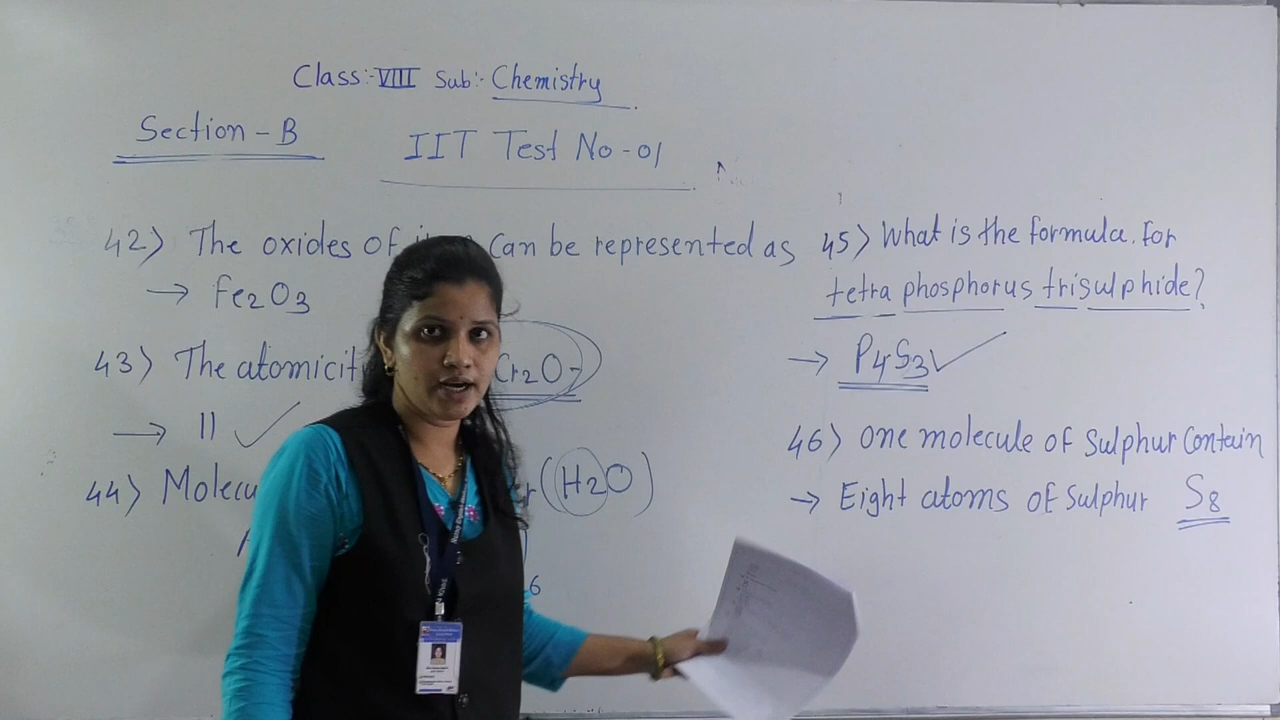 Class:-VIII Sub:- Chemistry
Section - B
IIT Test No-01
42) The oxides of can be represented as
→ Fe2O3
43) The atomicit Cr2O7
→ 11 ✓
44) Molecu (H2O)
6
45) What is the formula. For
tetra phosphorus trisulphide?
→ P4S3 ✓
46) One molecule of Sulphur Contain
→ Eight atoms of Sulphur S8